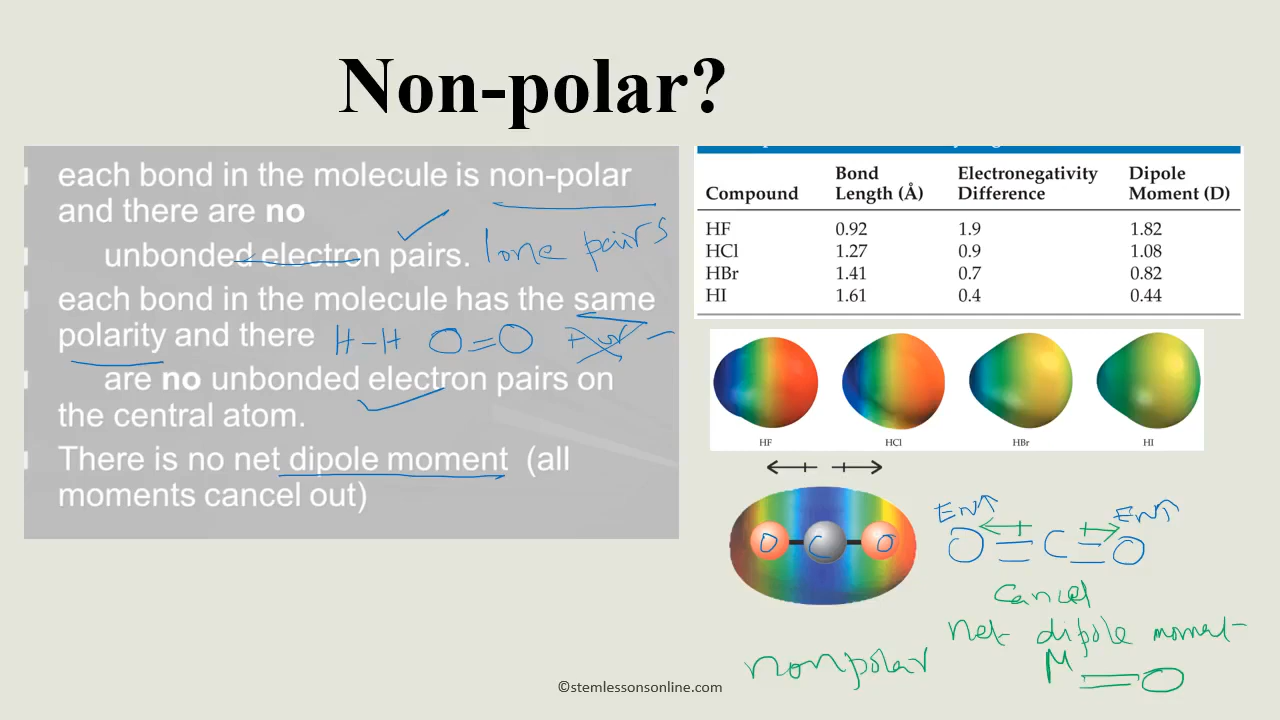 Non-polar?
each bond in the molecule is non-polar
and there are no
unbonded electron pairs. lone pairs
each bond in the molecule has the same
polarity and there H-H O=O
are no unbonded electron pairs on
the central atom.
There is no net dipole moment (all
moments cancel out)
Compound Bond Length (Å) Electronegativity Difference Dipole Moment (D)
HF 0.92 1.9 1.82
HCl 1.27 0.9 1.08
HBr 1.41 0.7 0.82
HI 1.61 0.4 0.44
HF HCl HBr HI
EN↑ EN↑
O C O
O=C=O
Cancel
net dipole moment
μ=0
nonpolar
©stemlessonsonline.com